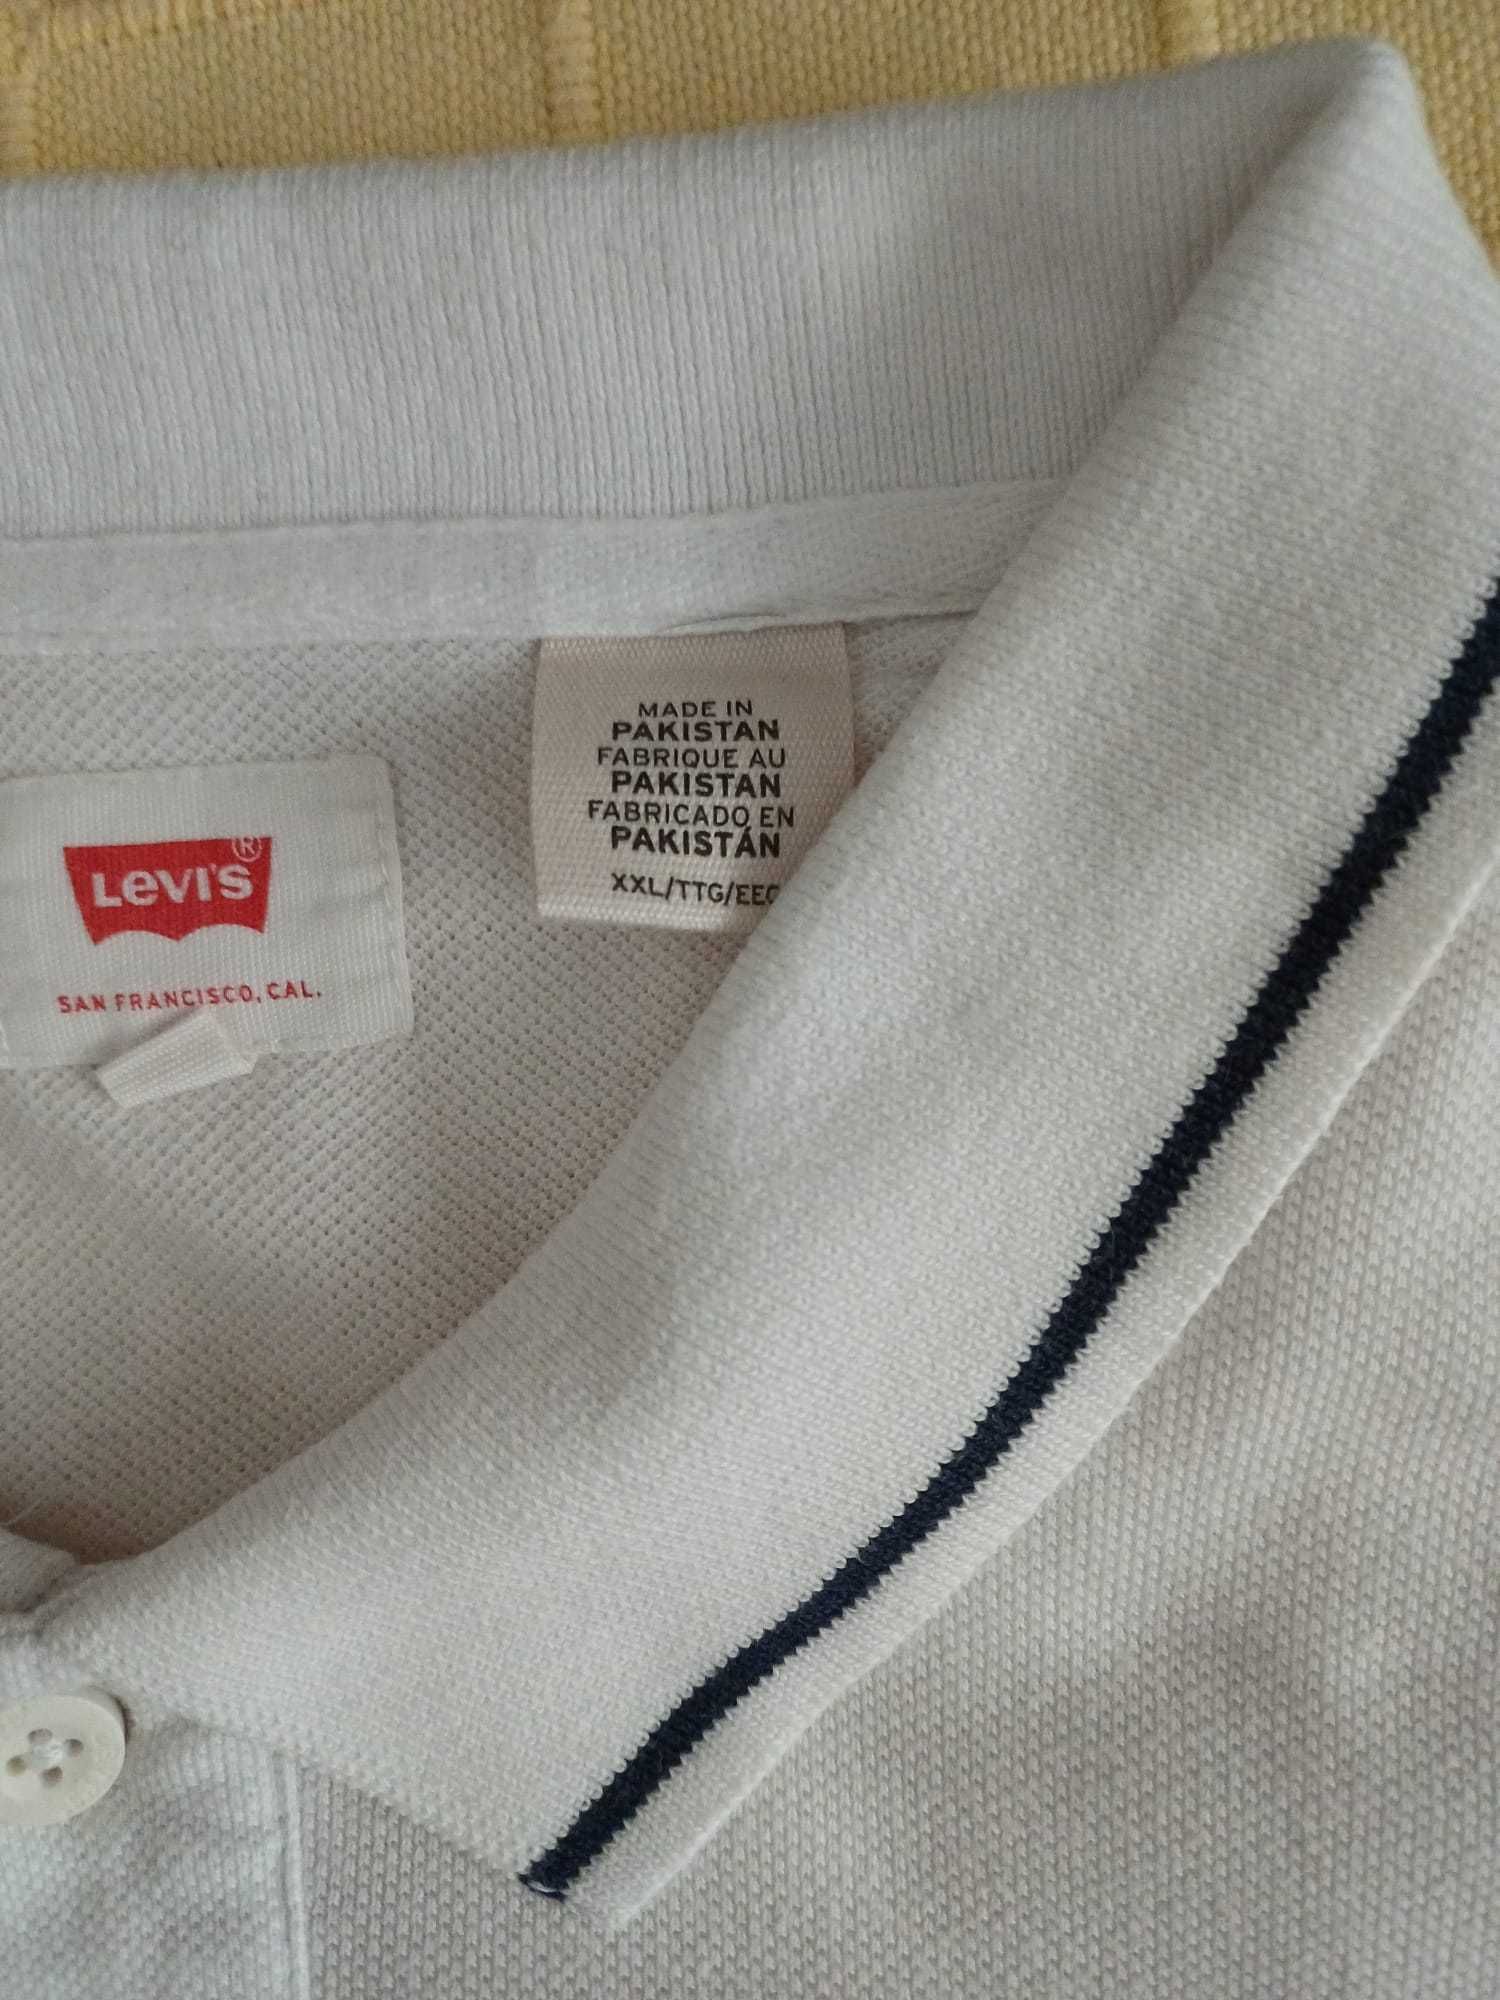 MADE IN
PAKISTAN
FABRIQUE AU
PAKISTAN
FABRICADO EN
PAKISTÁN
XXL/TTG/EEG
LEVI'S®
SAN FRANCISCO, CAL.